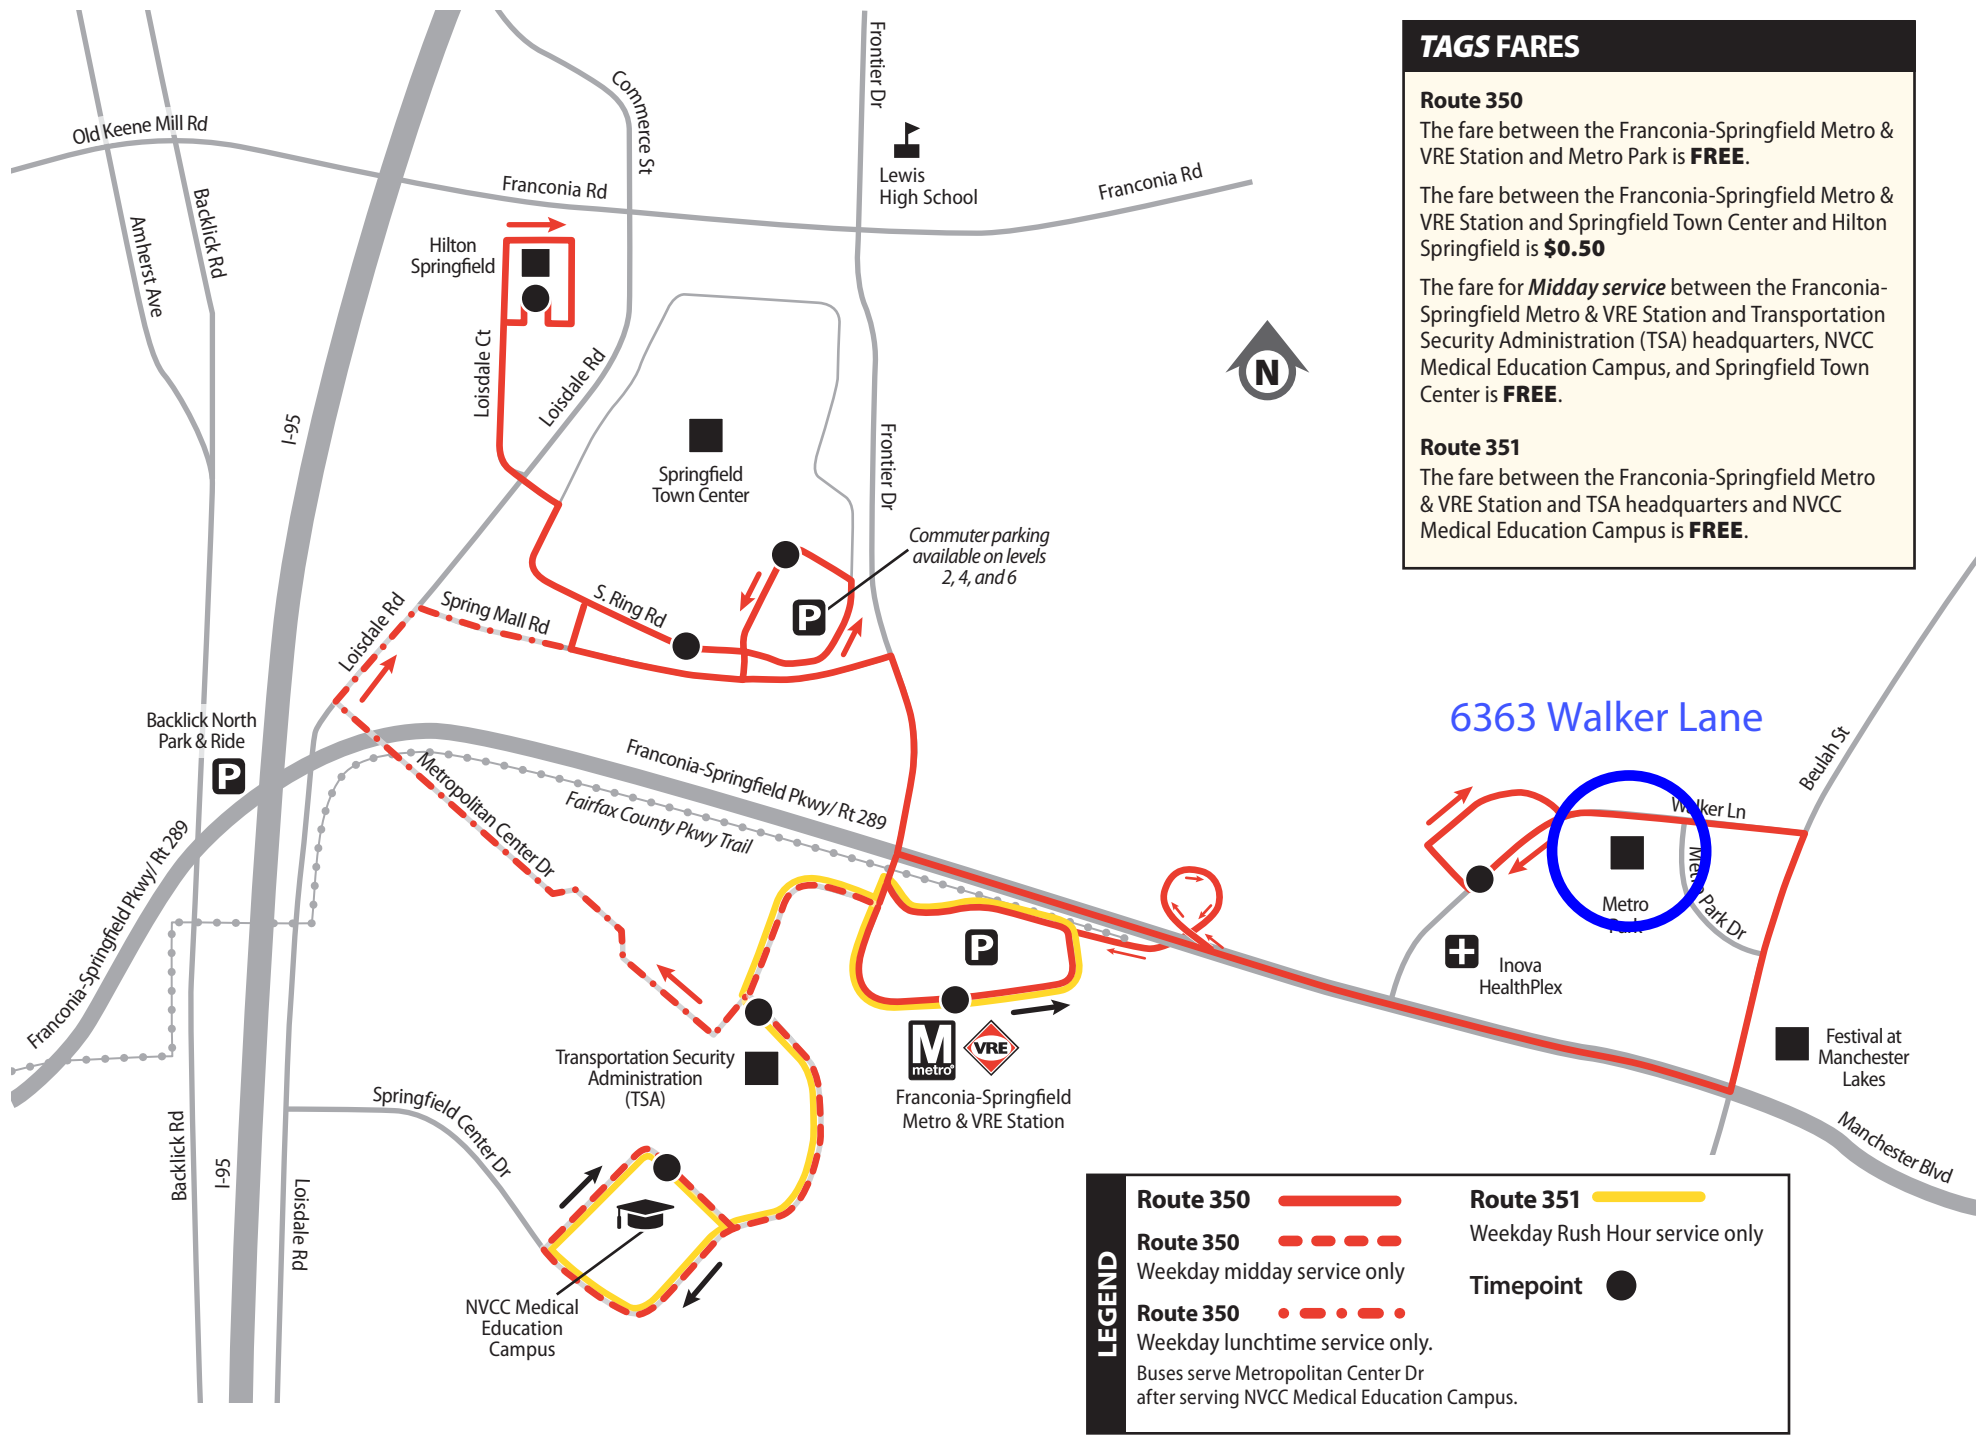 Old Keene Mill Rd
Backlick Rd
Amherst Ave
Commerce St
Franconia Rd
Frontier Dr
Lewis
High School
Franconia Rd
Hilton
Springfield
Loisdale Ct
Loisdale Rd
I-95
Springfield
Town Center
Frontier Dr
N
Commuter parking
available on levels
2, 4, and 6
P
S. Ring Rd
Spring Mall Rd
Loisdale Rd
Backlick North
Park & Ride
P
Franconia-Springfield Pkwy/ Rt 289
Metropolitan Center Dr
Franconia-Springfield Pkwy/ Rt 289
Fairfax County Pkwy Trail
P
M
metro
VRE
Franconia-Springfield
Metro & VRE Station
Transportation Security
Administration
(TSA)
Springfield Center Dr
Backlick Rd
I-95
Loisdale Rd
NVCC Medical
Education
Campus
6363 Walker Lane
Walker Ln
Beulah St
Metro
Park
Metro Park Dr
Inova
HealthPlex
Festival at
Manchester
Lakes
Manchester Blvd
TAGS FARES
Route 350
The fare between the Franconia-Springfield Metro &
VRE Station and Metro Park is FREE.
The fare between the Franconia-Springfield Metro &
VRE Station and Springfield Town Center and Hilton
Springfield is $0.50
The fare for Midday service between the Franconia-
Springfield Metro & VRE Station and Transportation
Security Administration (TSA) headquarters, NVCC
Medical Education Campus, and Springfield Town
Center is FREE.
Route 351
The fare between the Franconia-Springfield Metro
& VRE Station and TSA headquarters and NVCC
Medical Education Campus is FREE.
LEGEND
Route 350
Route 350
Weekday midday service only
Route 350
Weekday lunchtime service only.
Buses serve Metropolitan Center Dr
after serving NVCC Medical Education Campus.
Route 351
Weekday Rush Hour service only
Timepoint